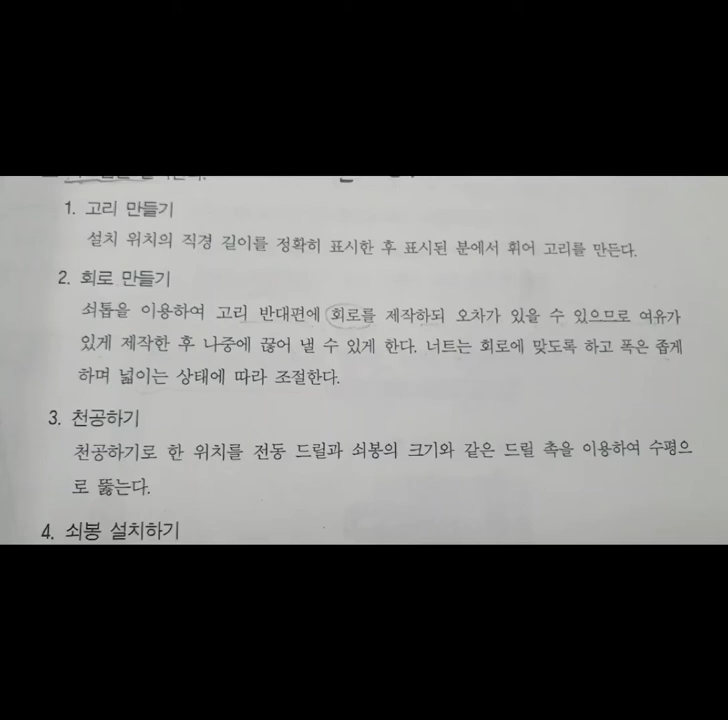 1. 고리 만들기
설치 위치의 직경 길이를 정확히 표시한 후 표시된 분에서 휘어 고리를 만든다.
2. 회로 만들기
쇠톱을 이용하여 고리 반대편에 회로를 제작하되 오차가 있을 수 있으므로 여유가
있게 제작한 후 나중에 끊어 낼 수 있게 한다. 너트는 회로에 맞도록 하고 폭은 좁게
하며 넓이는 상태에 따라 조절한다.
3. 천공하기
천공하기로 한 위치를 전동 드릴과 쇠봉의 크기와 같은 드릴 촉을 이용하여 수평으
로 뚫는다.
4. 쇠봉 설치하기